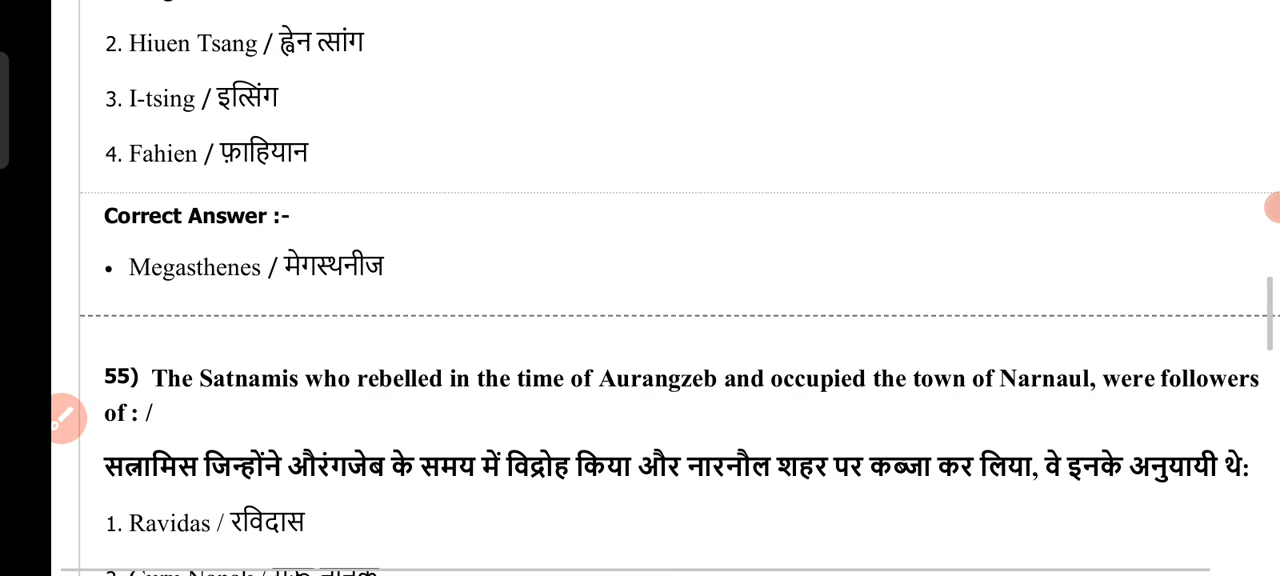 2. Hiuen Tsang / ह्वेन त्सांग
3. I-tsing / इत्सिंग
4. Fahien / फ़ाहियान
Correct Answer :-
• Megasthenes / मेगस्थनीज
55) The Satnamis who rebelled in the time of Aurangzeb and occupied the town of Narnaul, were followers
of : /
सत्नामिस जिन्होंने औरंगजेब के समय में विद्रोह किया और नारनौल शहर पर कब्जा कर लिया, वे इनके अनुयायी थे:
1. Ravidas / रविदास